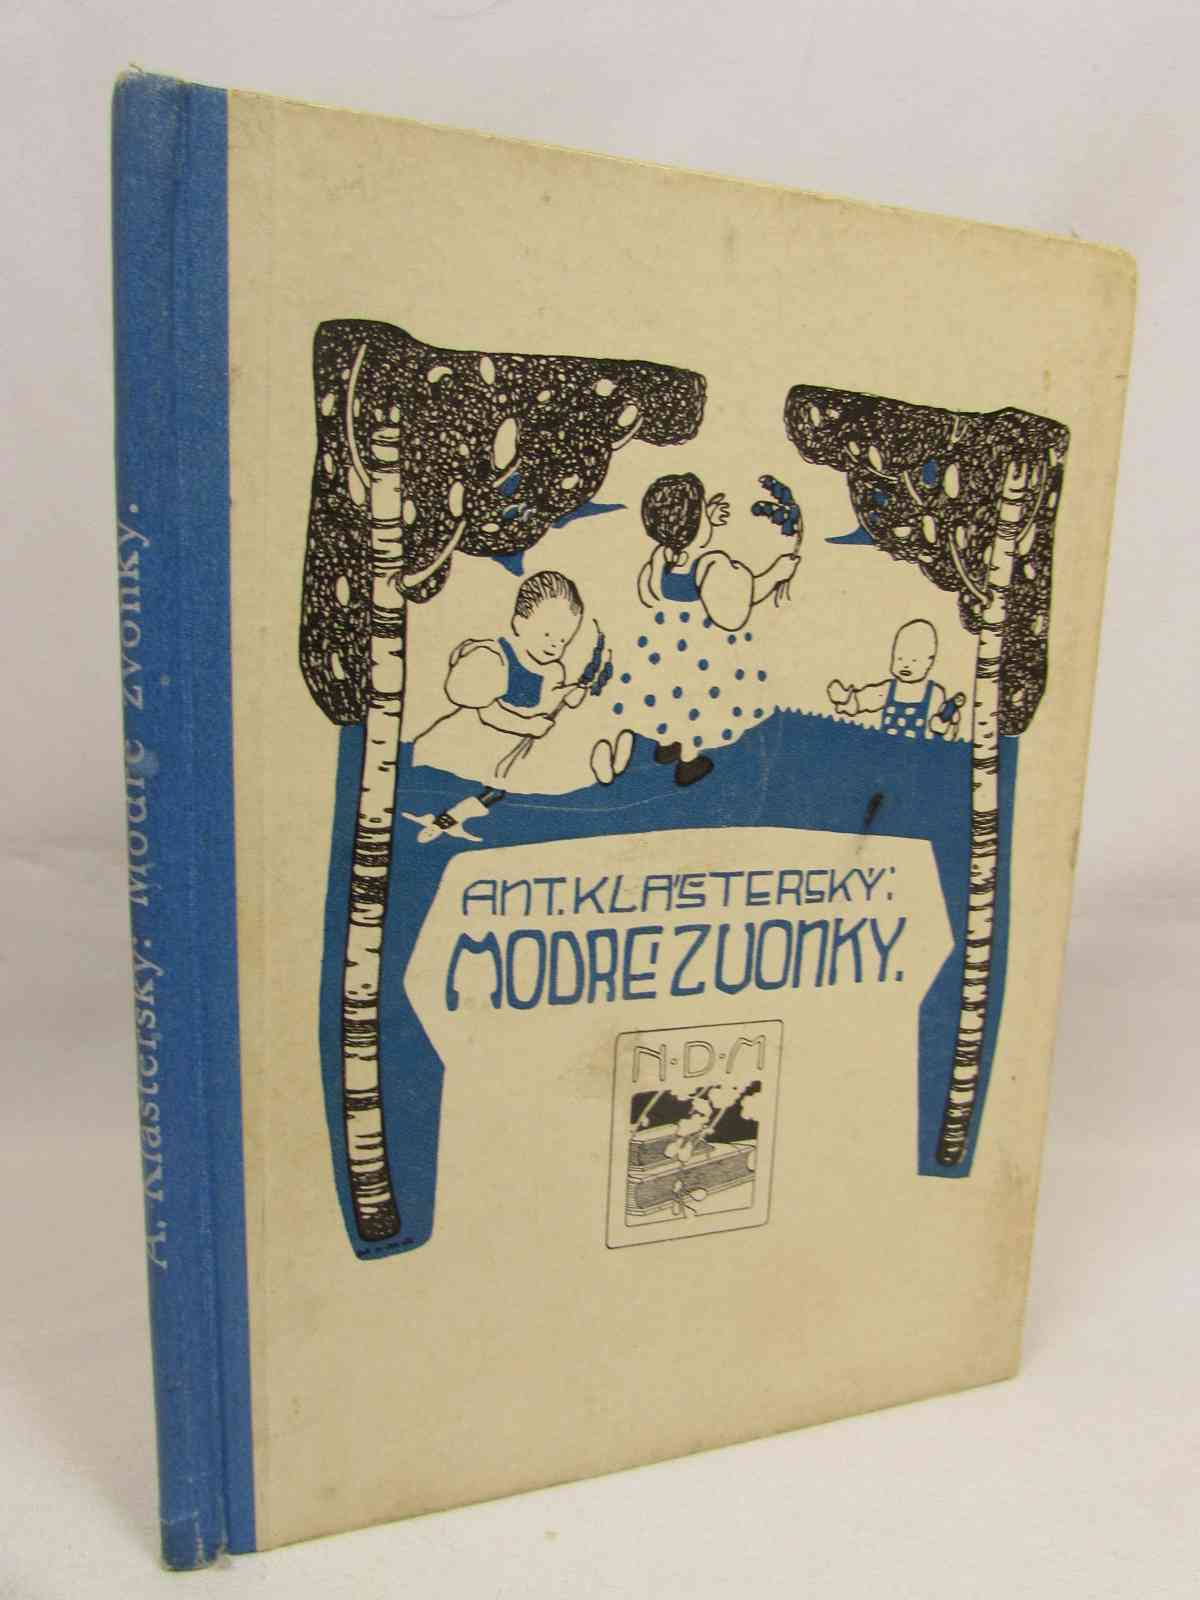 A. Klášterský: Modré zvonky.
ANT. KLÁŠTERSKÝ:
MODRÉ ZVONKY.
N·D·M